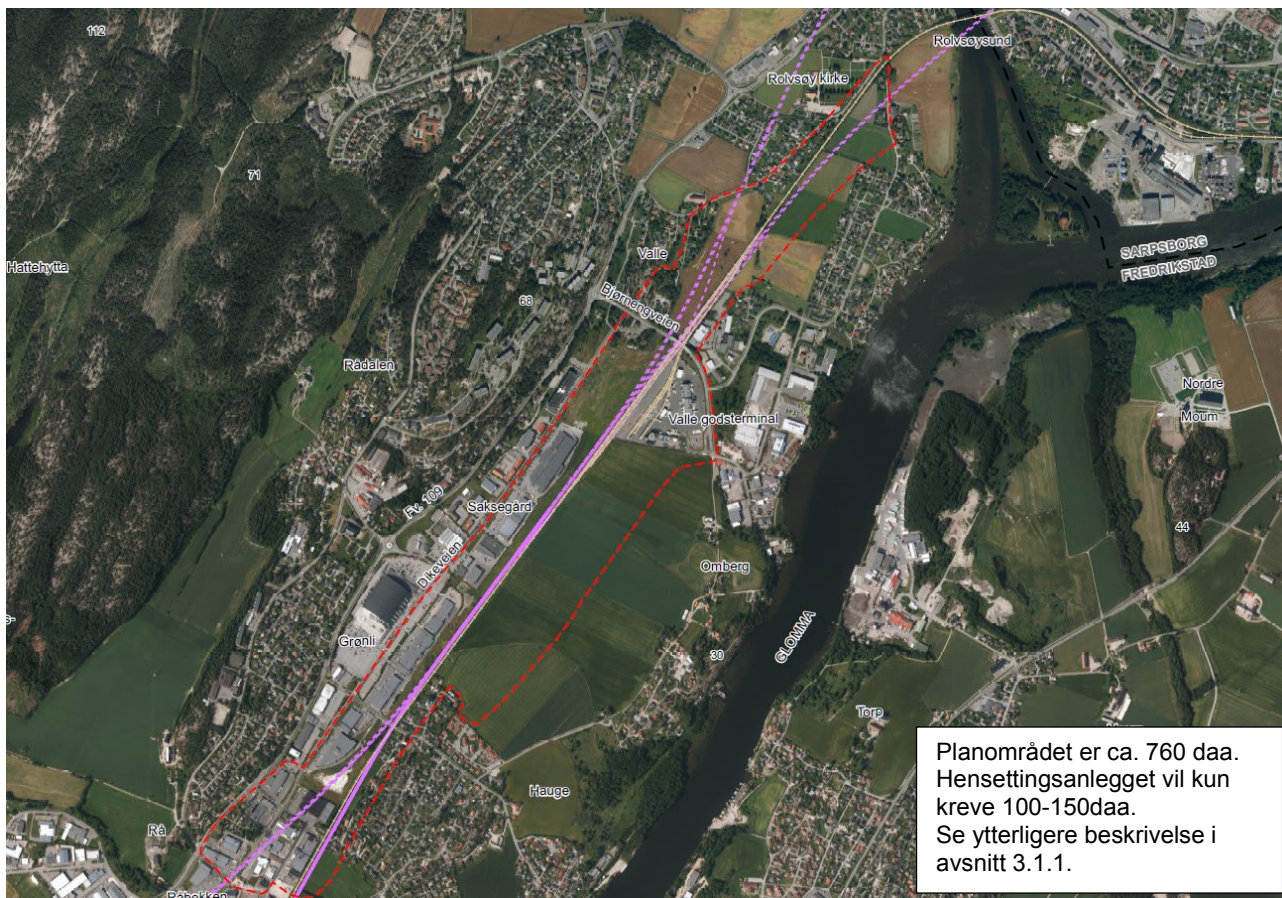 112
Rolvsøysund
Rolvsøy kirke
71
SARPSBORG
FREDRIKSTAD
Valle
Hattehytta
Bjørnengveien
68
Rådalen
Nordre
Moum
Valle godsterminal
Fv. 109
Saksegård
44
Dikeveien
Omberg
Grønli
30
GLOMMA
Torp
Hauge
Rå
Råbekken
Planområdet er ca. 760 daa.
Hensettingsanlegget vil kun
kreve 100-150daa.
Se ytterligere beskrivelse i
avsnitt 3.1.1.